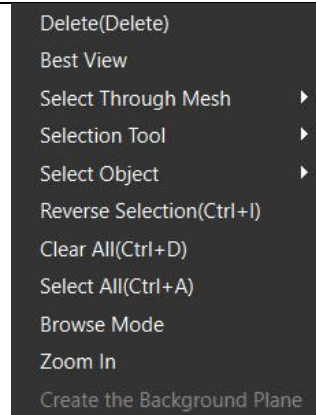 Delete(Delete)
Best View
Select Through Mesh
Selection Tool
Select Object
Reverse Selection(Ctrl+I)
Clear All(Ctrl+D)
Select All(Ctrl+A)
Browse Mode
Zoom In
Create the Background Plane